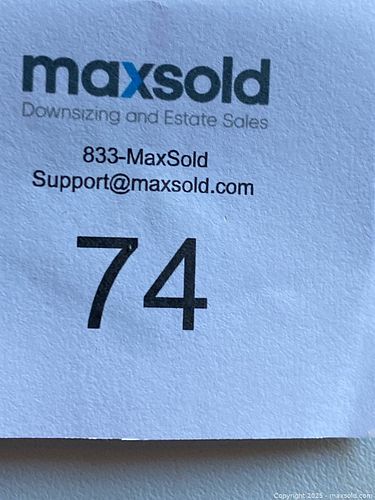 maxsold
Downsizing and Estate Sales
833-MaxSold
Support@maxsold.com
74
Copyright 2025 - maxsold.com